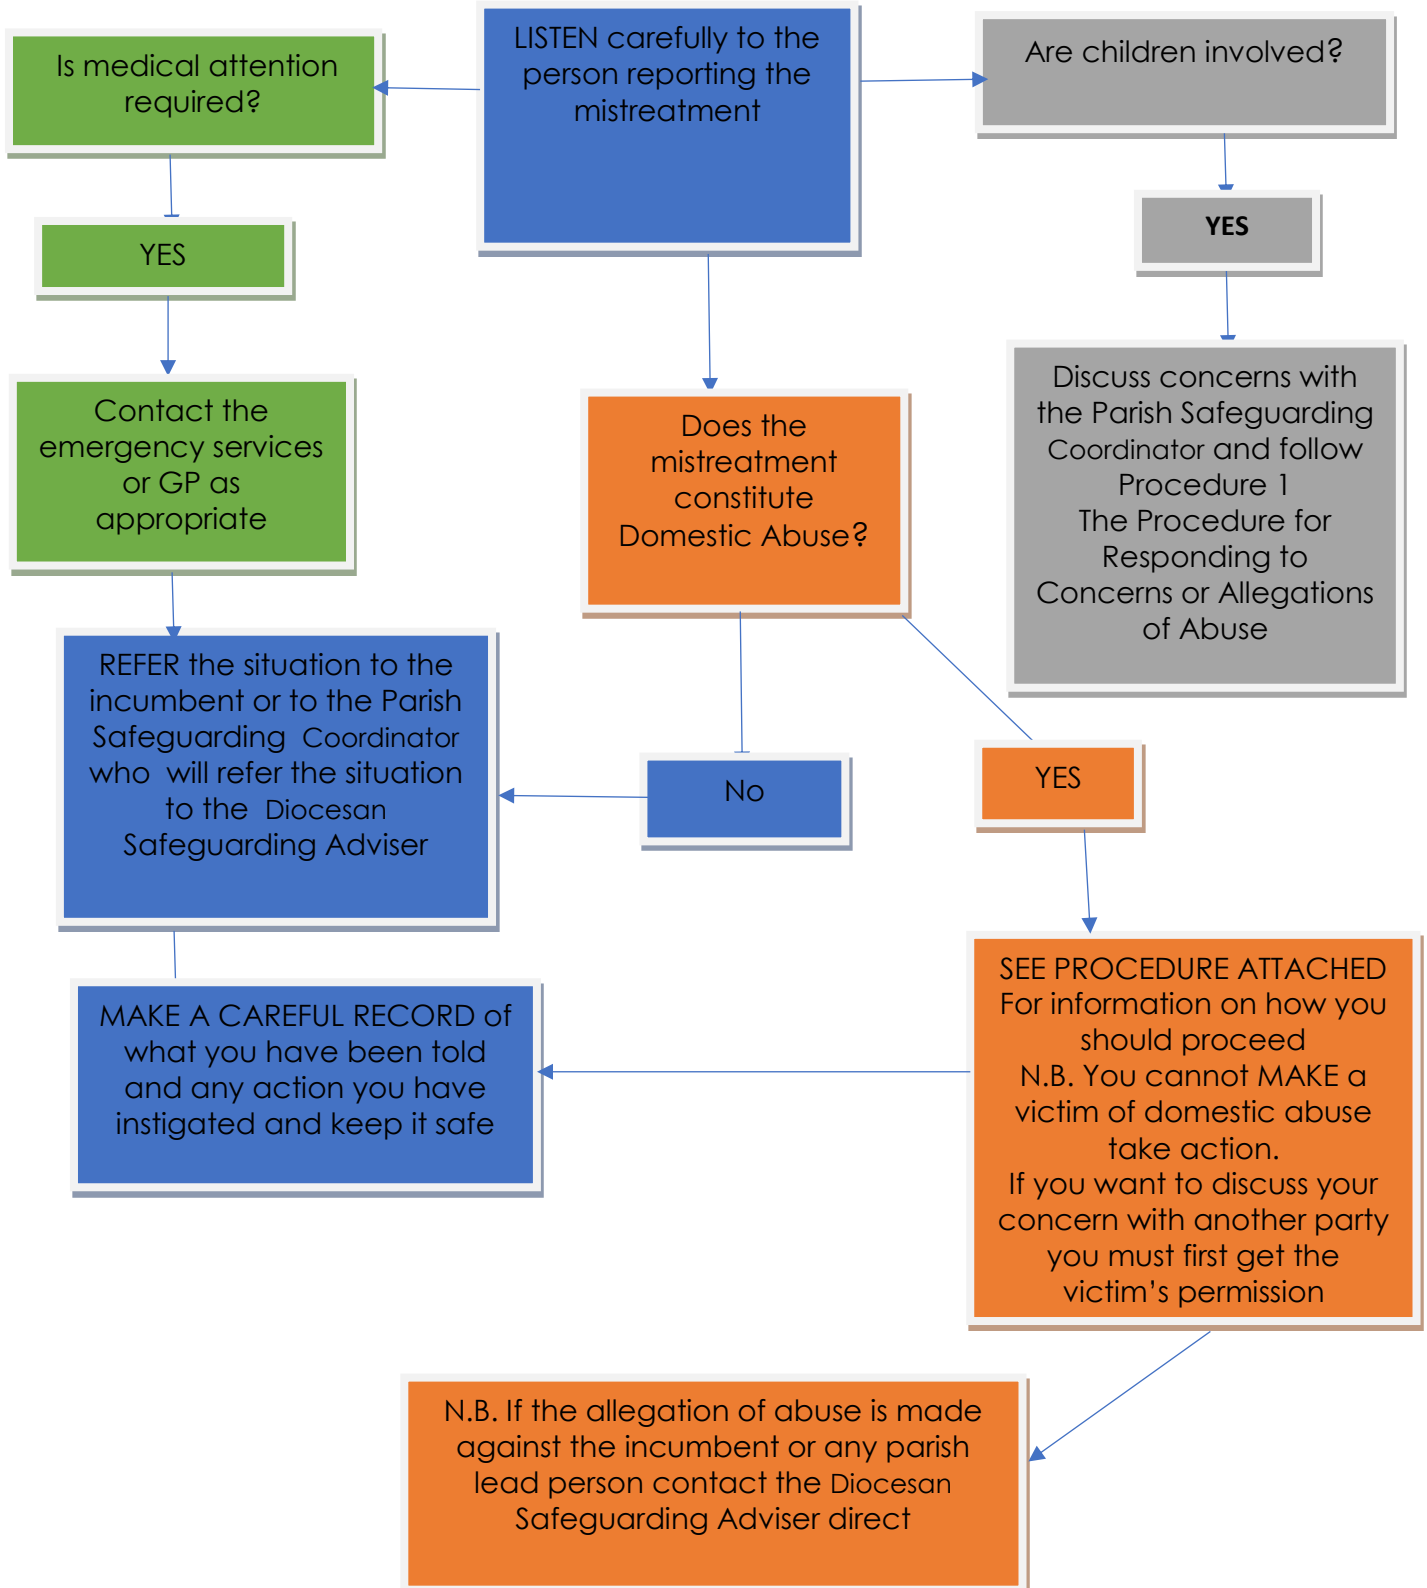 LISTEN carefully to the
person reporting the
mistreatment
Is medical attention
required?
YES
Contact the
emergency services
or GP as
appropriate
REFER the situation to the
incumbent or to the Parish
Safeguarding Coordinator
who will refer the situation
to the Diocesan
Safeguarding Adviser
MAKE A CAREFUL RECORD of
what you have been told
and any action you have
instigated and keep it safe
Does the
mistreatment
constitute
Domestic Abuse?
No
YES
SEE PROCEDURE ATTACHED
For information on how you
should proceed
N.B. You cannot MAKE a
victim of domestic abuse
take action.
If you want to discuss your
concern with another party
you must first get the
victim’s permission
N.B. If the allegation of abuse is made
against the incumbent or any parish
lead person contact the Diocesan
Safeguarding Adviser direct
Are children involved?
YES
Discuss concerns with
the Parish Safeguarding
Coordinator and follow
Procedure 1
The Procedure for
Responding to
Concerns or Allegations
of Abuse